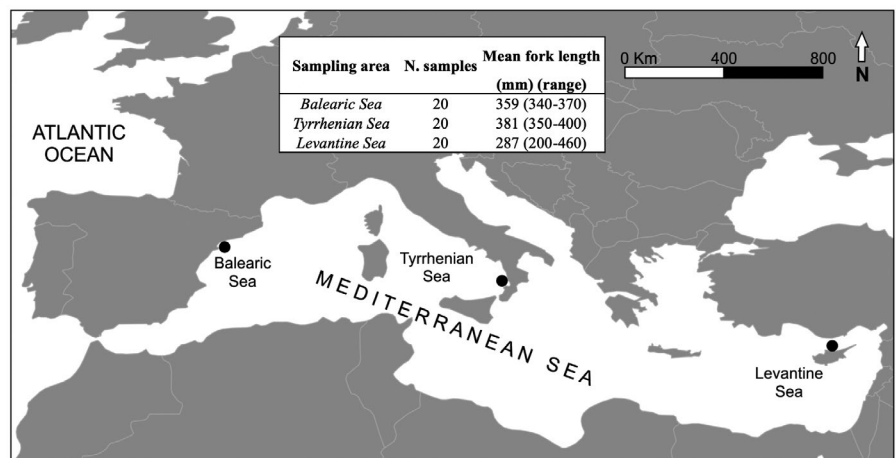 Sampling area N. samples Mean fork length (mm) (range)
Balearic Sea 20 359 (340-370)
Tyrrhenian Sea 20 381 (350-400)
Levantine Sea 20 287 (200-460)
0 Km 400 800
N
ATLANTIC
OCEAN
Balearic
Sea
Tyrrhenian
Sea
MEDITERRANEAN SEA
Levantine
Sea